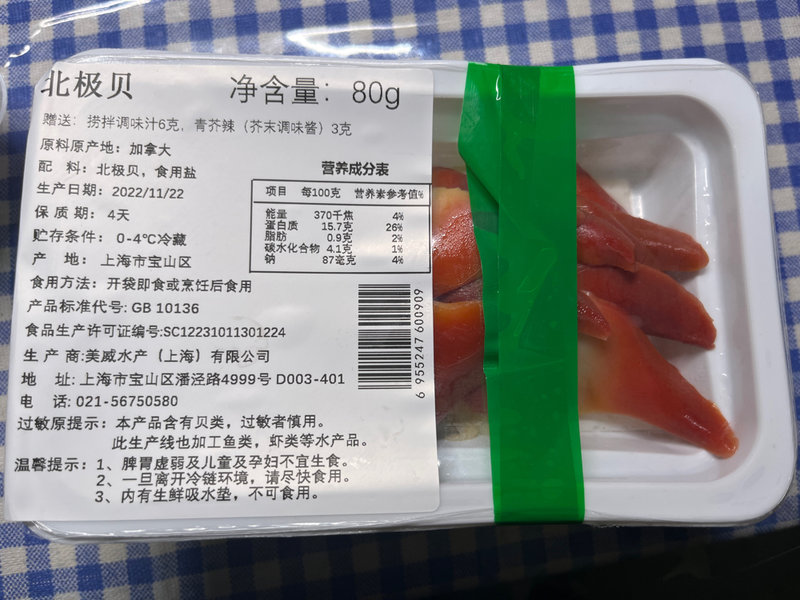 北极贝 净含量：80g
赠送：捞拌调味汁6克，青芥辣（芥末调味酱）3克
原料原产地：加拿大
配 料：北极贝，食用盐
生产日期：2022/11/22
保 质 期：4天
贮存条件：0-4℃冷藏
产 地：上海市宝山区
营养成分表
项目 每100克 营养素参考值%
能量 370千焦 4%
蛋白质 15.7克 26%
脂肪 0.9克 2%
碳水化合物 4.1克 1%
钠 87毫克 4%
食用方法：开袋即食或烹饪后食用
产品标准代号：GB 10136
食品生产许可证编号:SC12231011301224
生 产 商:美威水产（上海）有限公司
地 址:上海市宝山区潘泾路4999号 D003-401
电 话:021-56750580
6 955247 600909
过敏原提示：本产品含有贝类，过敏者慎用。
此生产线也加工鱼类，虾类等水产品。
温馨提示：1、脾胃虚弱及儿童及孕妇不宜生食。
2、一旦离开冷链环境，请尽快食用。
3、内有生鲜吸水垫，不可食用。